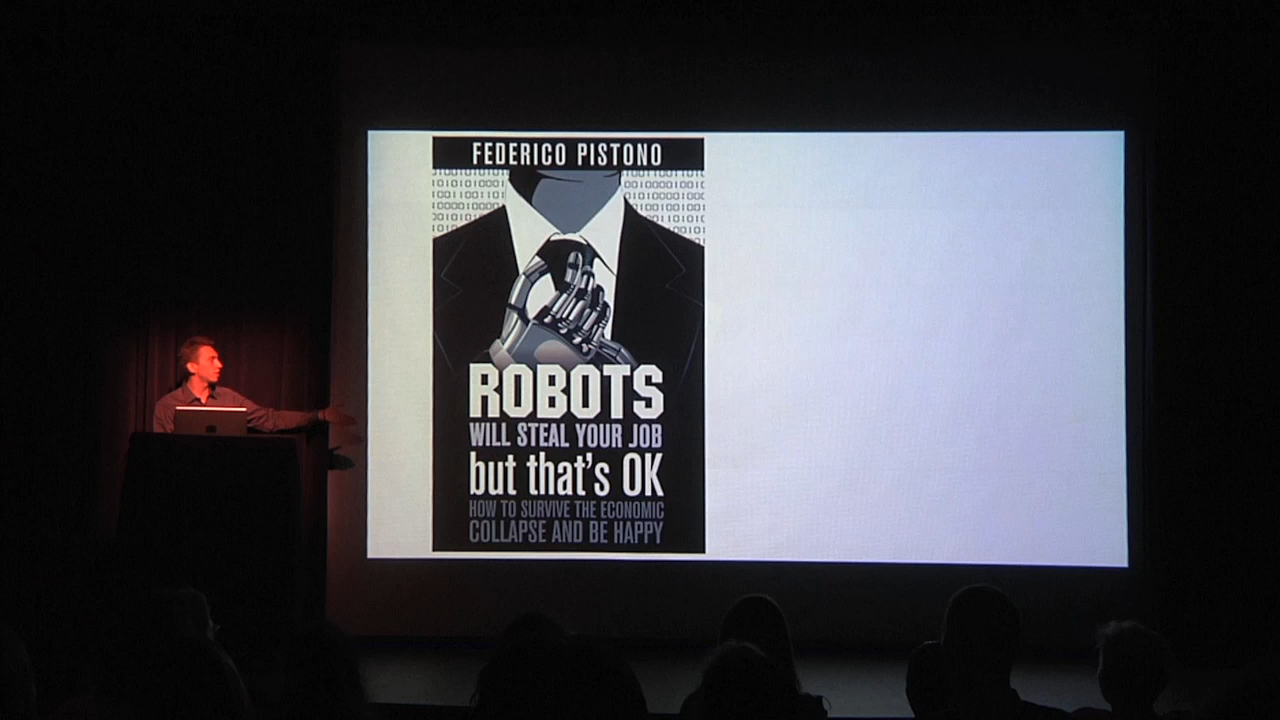 FEDERICO PISTONO
ROBOTS
WILL STEAL YOUR JOB
but that's OK
HOW TO SURVIVE THE ECONOMIC
COLLAPSE AND BE HAPPY